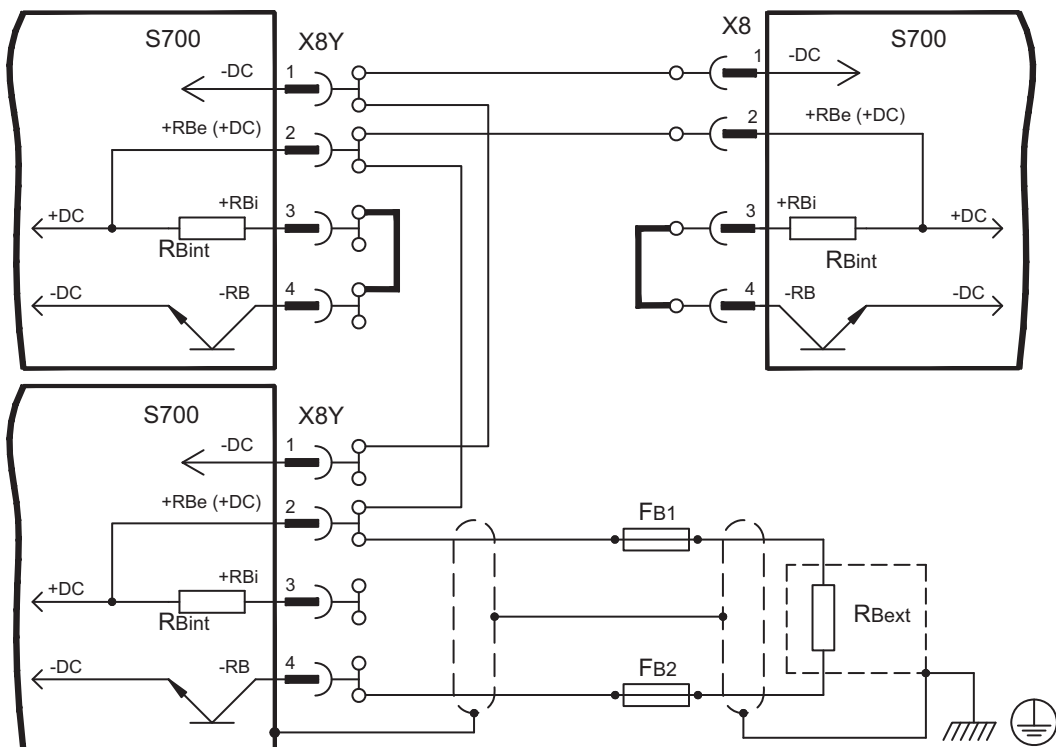 S700
X8Y
-DC
1
+RBe (+DC)
2
+DC
+RBi
3
RBint
-DC
-RB
4
X8
S700
1
-DC
2
+RBe (+DC)
3
+RBi
+DC
RBint
4
-RB
-DC
S700
X8Y
-DC
1
+RBe (+DC)
2
+DC
+RBi
3
RBint
-DC
-RB
4
FB1
RBext
FB2